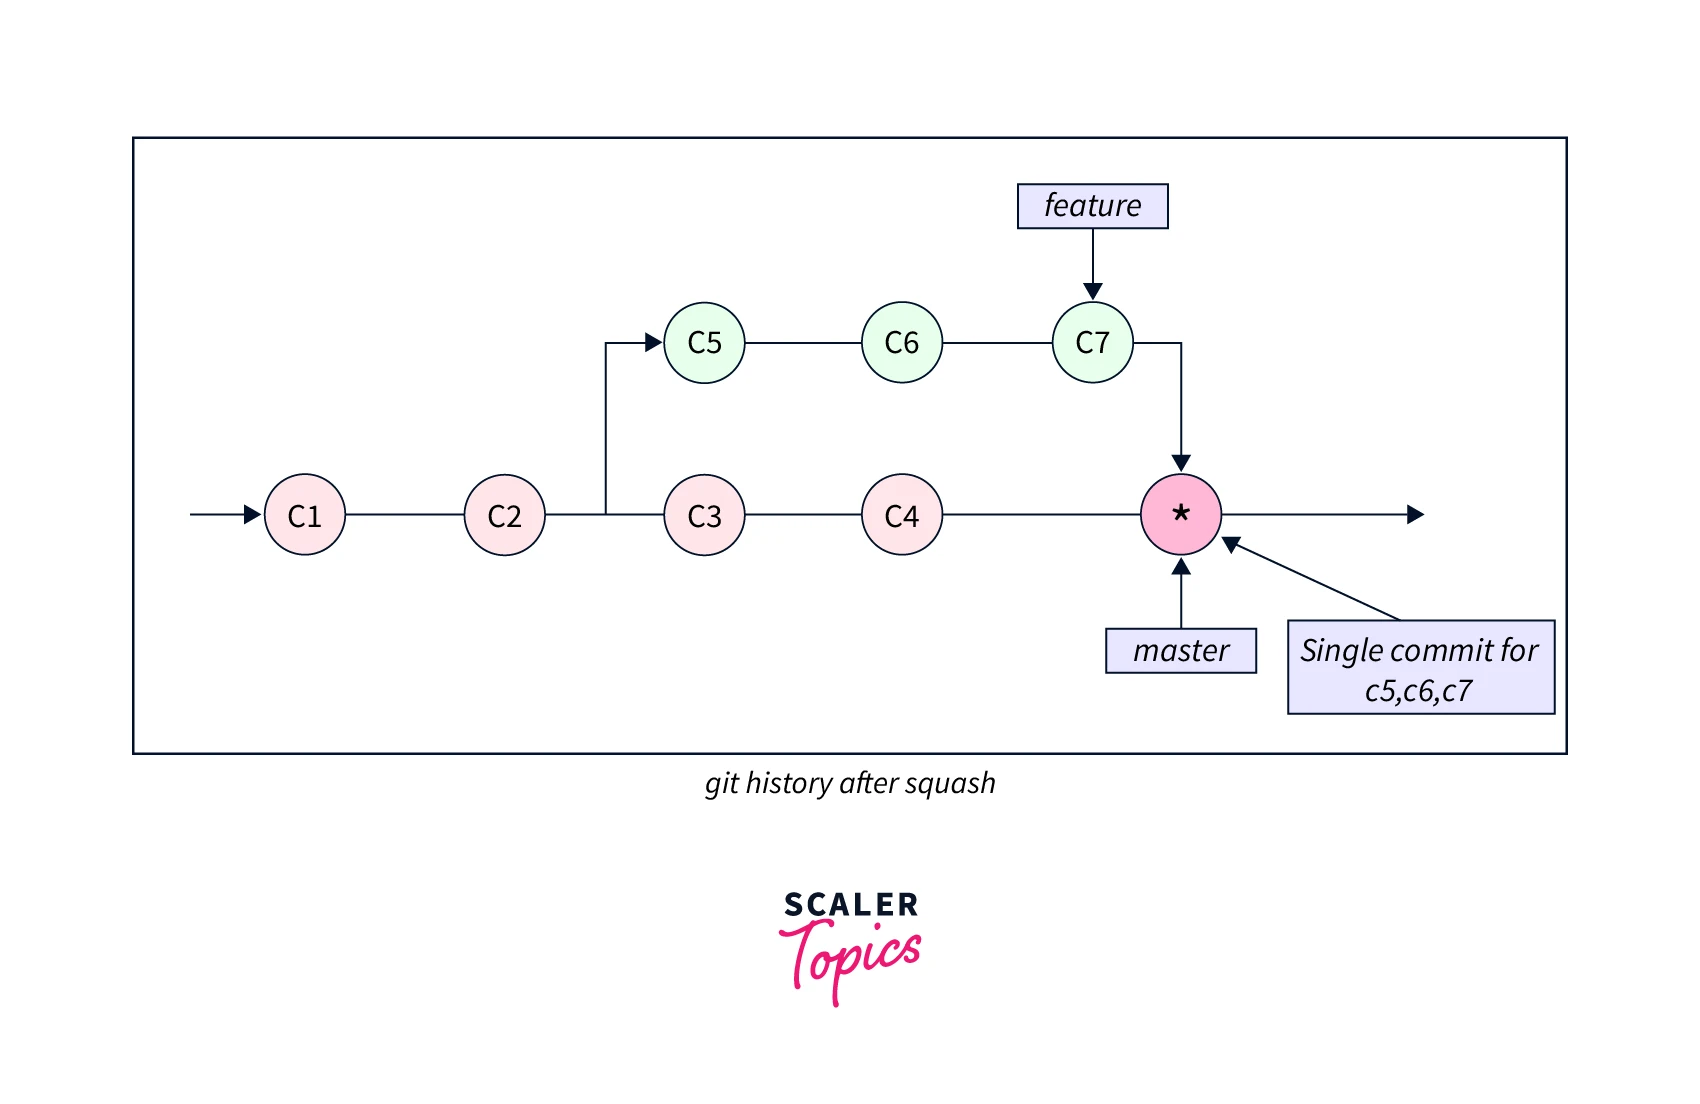 feature
C5 C6 C7
C1 C2 C3 C4 *
master
Single commit for
c5,c6,c7
git history after squash
SCALER
Topics